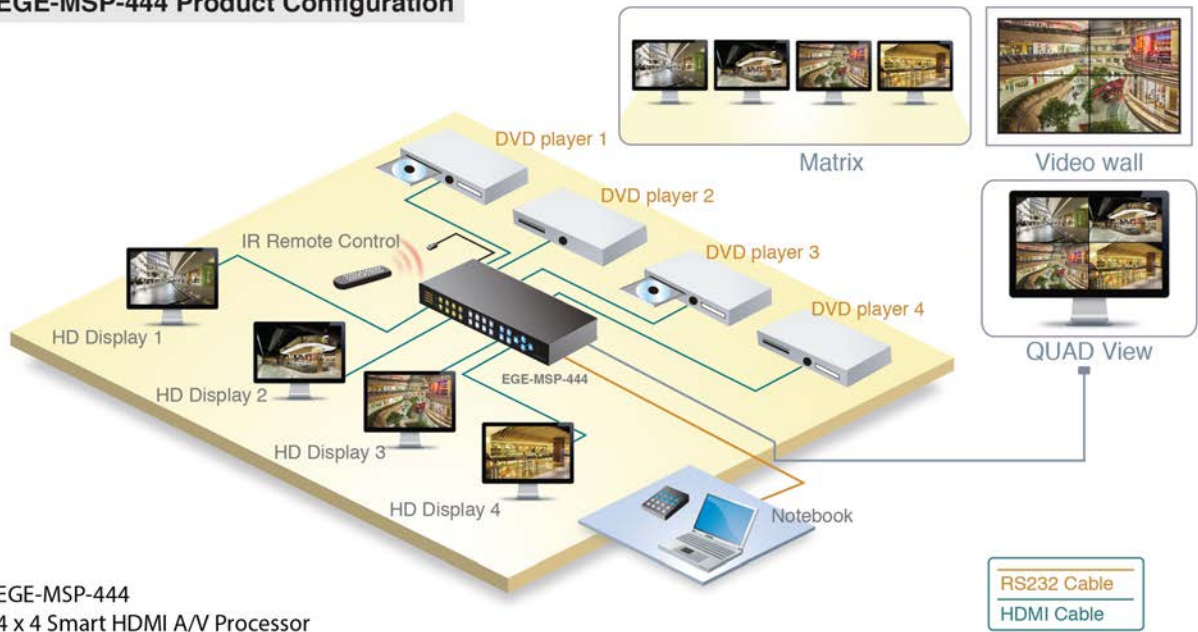 EGE-MSP-444 Product Configuration
Matrix
Video wall
QUAD View
DVD player 1
DVD player 2
DVD player 3
DVD player 4
IR Remote Control
HD Display 1
HD Display 2
HD Display 3
HD Display 4
EGE-MSP-444
Notebook
RS232 Cable
HDMI Cable
EGE-MSP-444
4 x 4 Smart HDMI A/V Processor